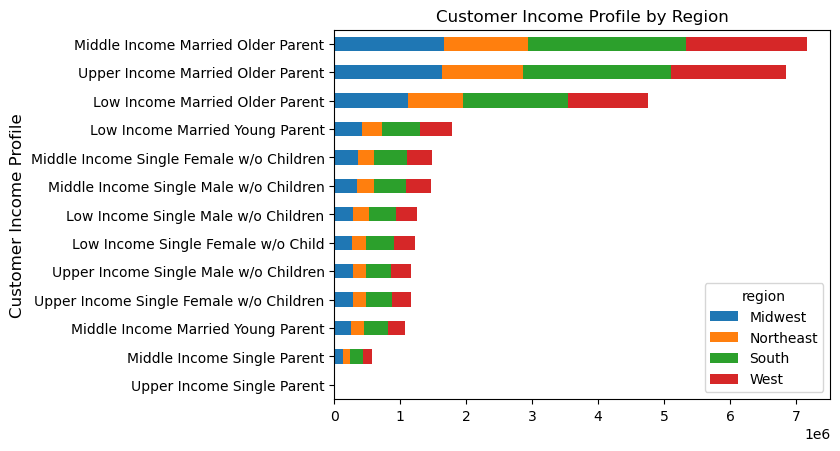 Customer Income Profile by Region
Customer Income Profile
Middle Income Married Older Parent
Upper Income Married Older Parent
Low Income Married Older Parent
Low Income Married Young Parent
Middle Income Single Female w/o Children
Middle Income Single Male w/o Children
Low Income Single Male w/o Children
Low Income Single Female w/o Child
Upper Income Single Male w/o Children
Upper Income Single Female w/o Children
Middle Income Married Young Parent
Middle Income Single Parent
Upper Income Single Parent
region
Midwest
Northeast
South
West
0 1 2 3 4 5 6 7
1e6